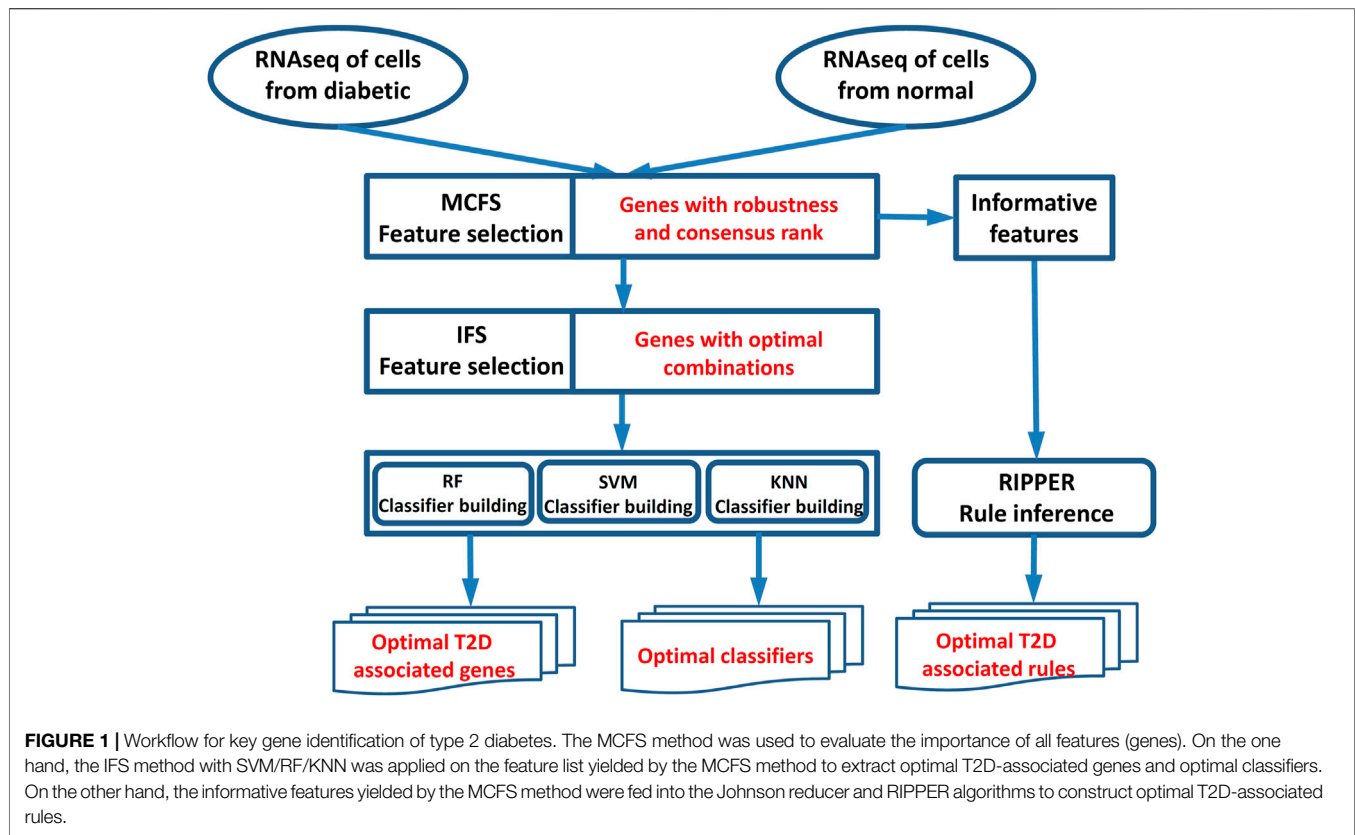 RNAseq of cells
from diabetic
RNAseq of cells
from normal
MCFS
Feature selection
Genes with robustness
and consensus rank
Informative
features
IFS
Feature selection
Genes with optimal
combinations
RF
Classifier building
SVM
Classifier building
KNN
Classifier building
RIPPER
Rule inference
Optimal T2D
associated genes
Optimal classifiers
Optimal T2D
associated rules
FIGURE 1 | Workflow for key gene identification of type 2 diabetes. The MCFS method was used to evaluate the importance of all features (genes). On the one
hand, the IFS method with SVM/RF/KNN was applied on the feature list yielded by the MCFS method to extract optimal T2D-associated genes and optimal classifiers.
On the other hand, the informative features yielded by the MCFS method were fed into the Johnson reducer and RIPPER algorithms to construct optimal T2D-associated
rules.